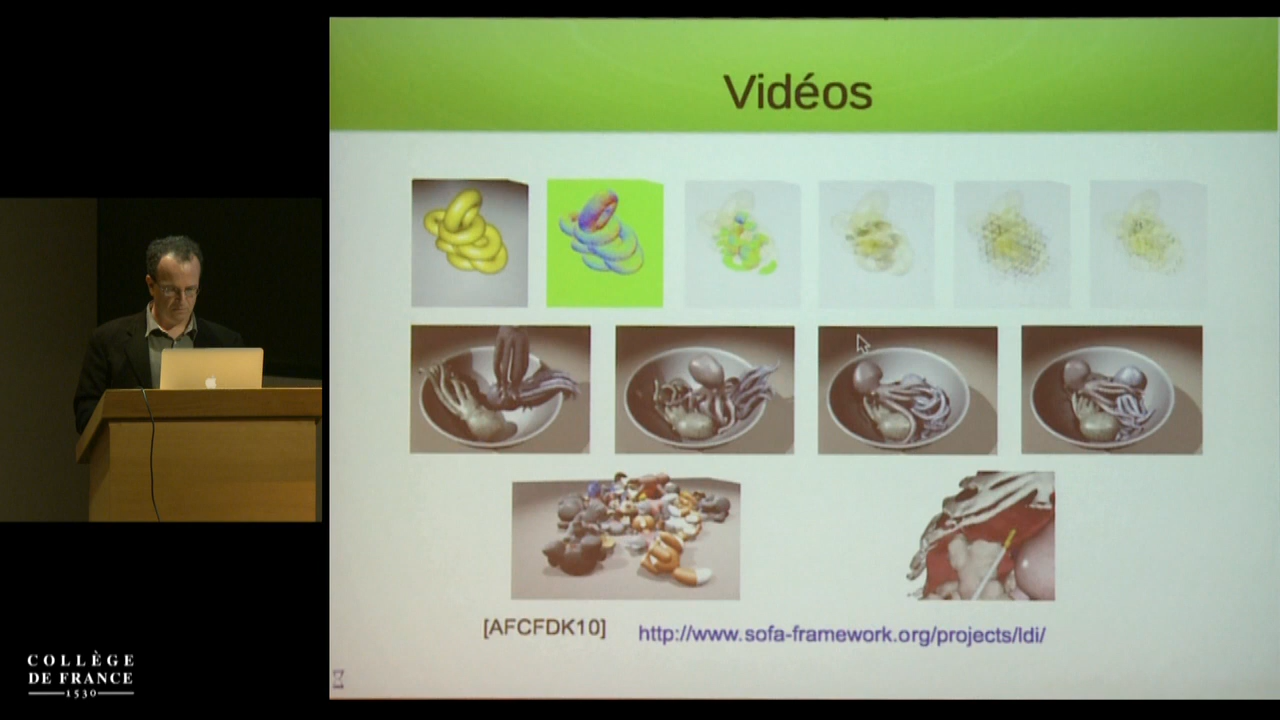 Vidéos
[AFCFDK10]
http://www.sofa-framework.org/projects/ldi/
COLLÈGE
DE FRANCE
1530